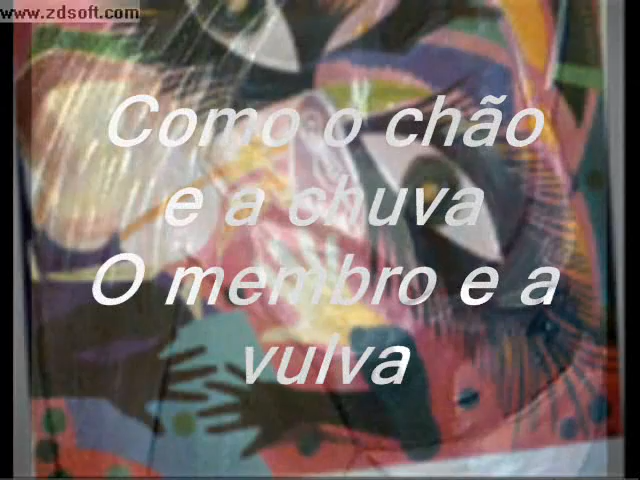 www.zdsoft.com
Como o chão
e a chuva
O membro e a
vulva